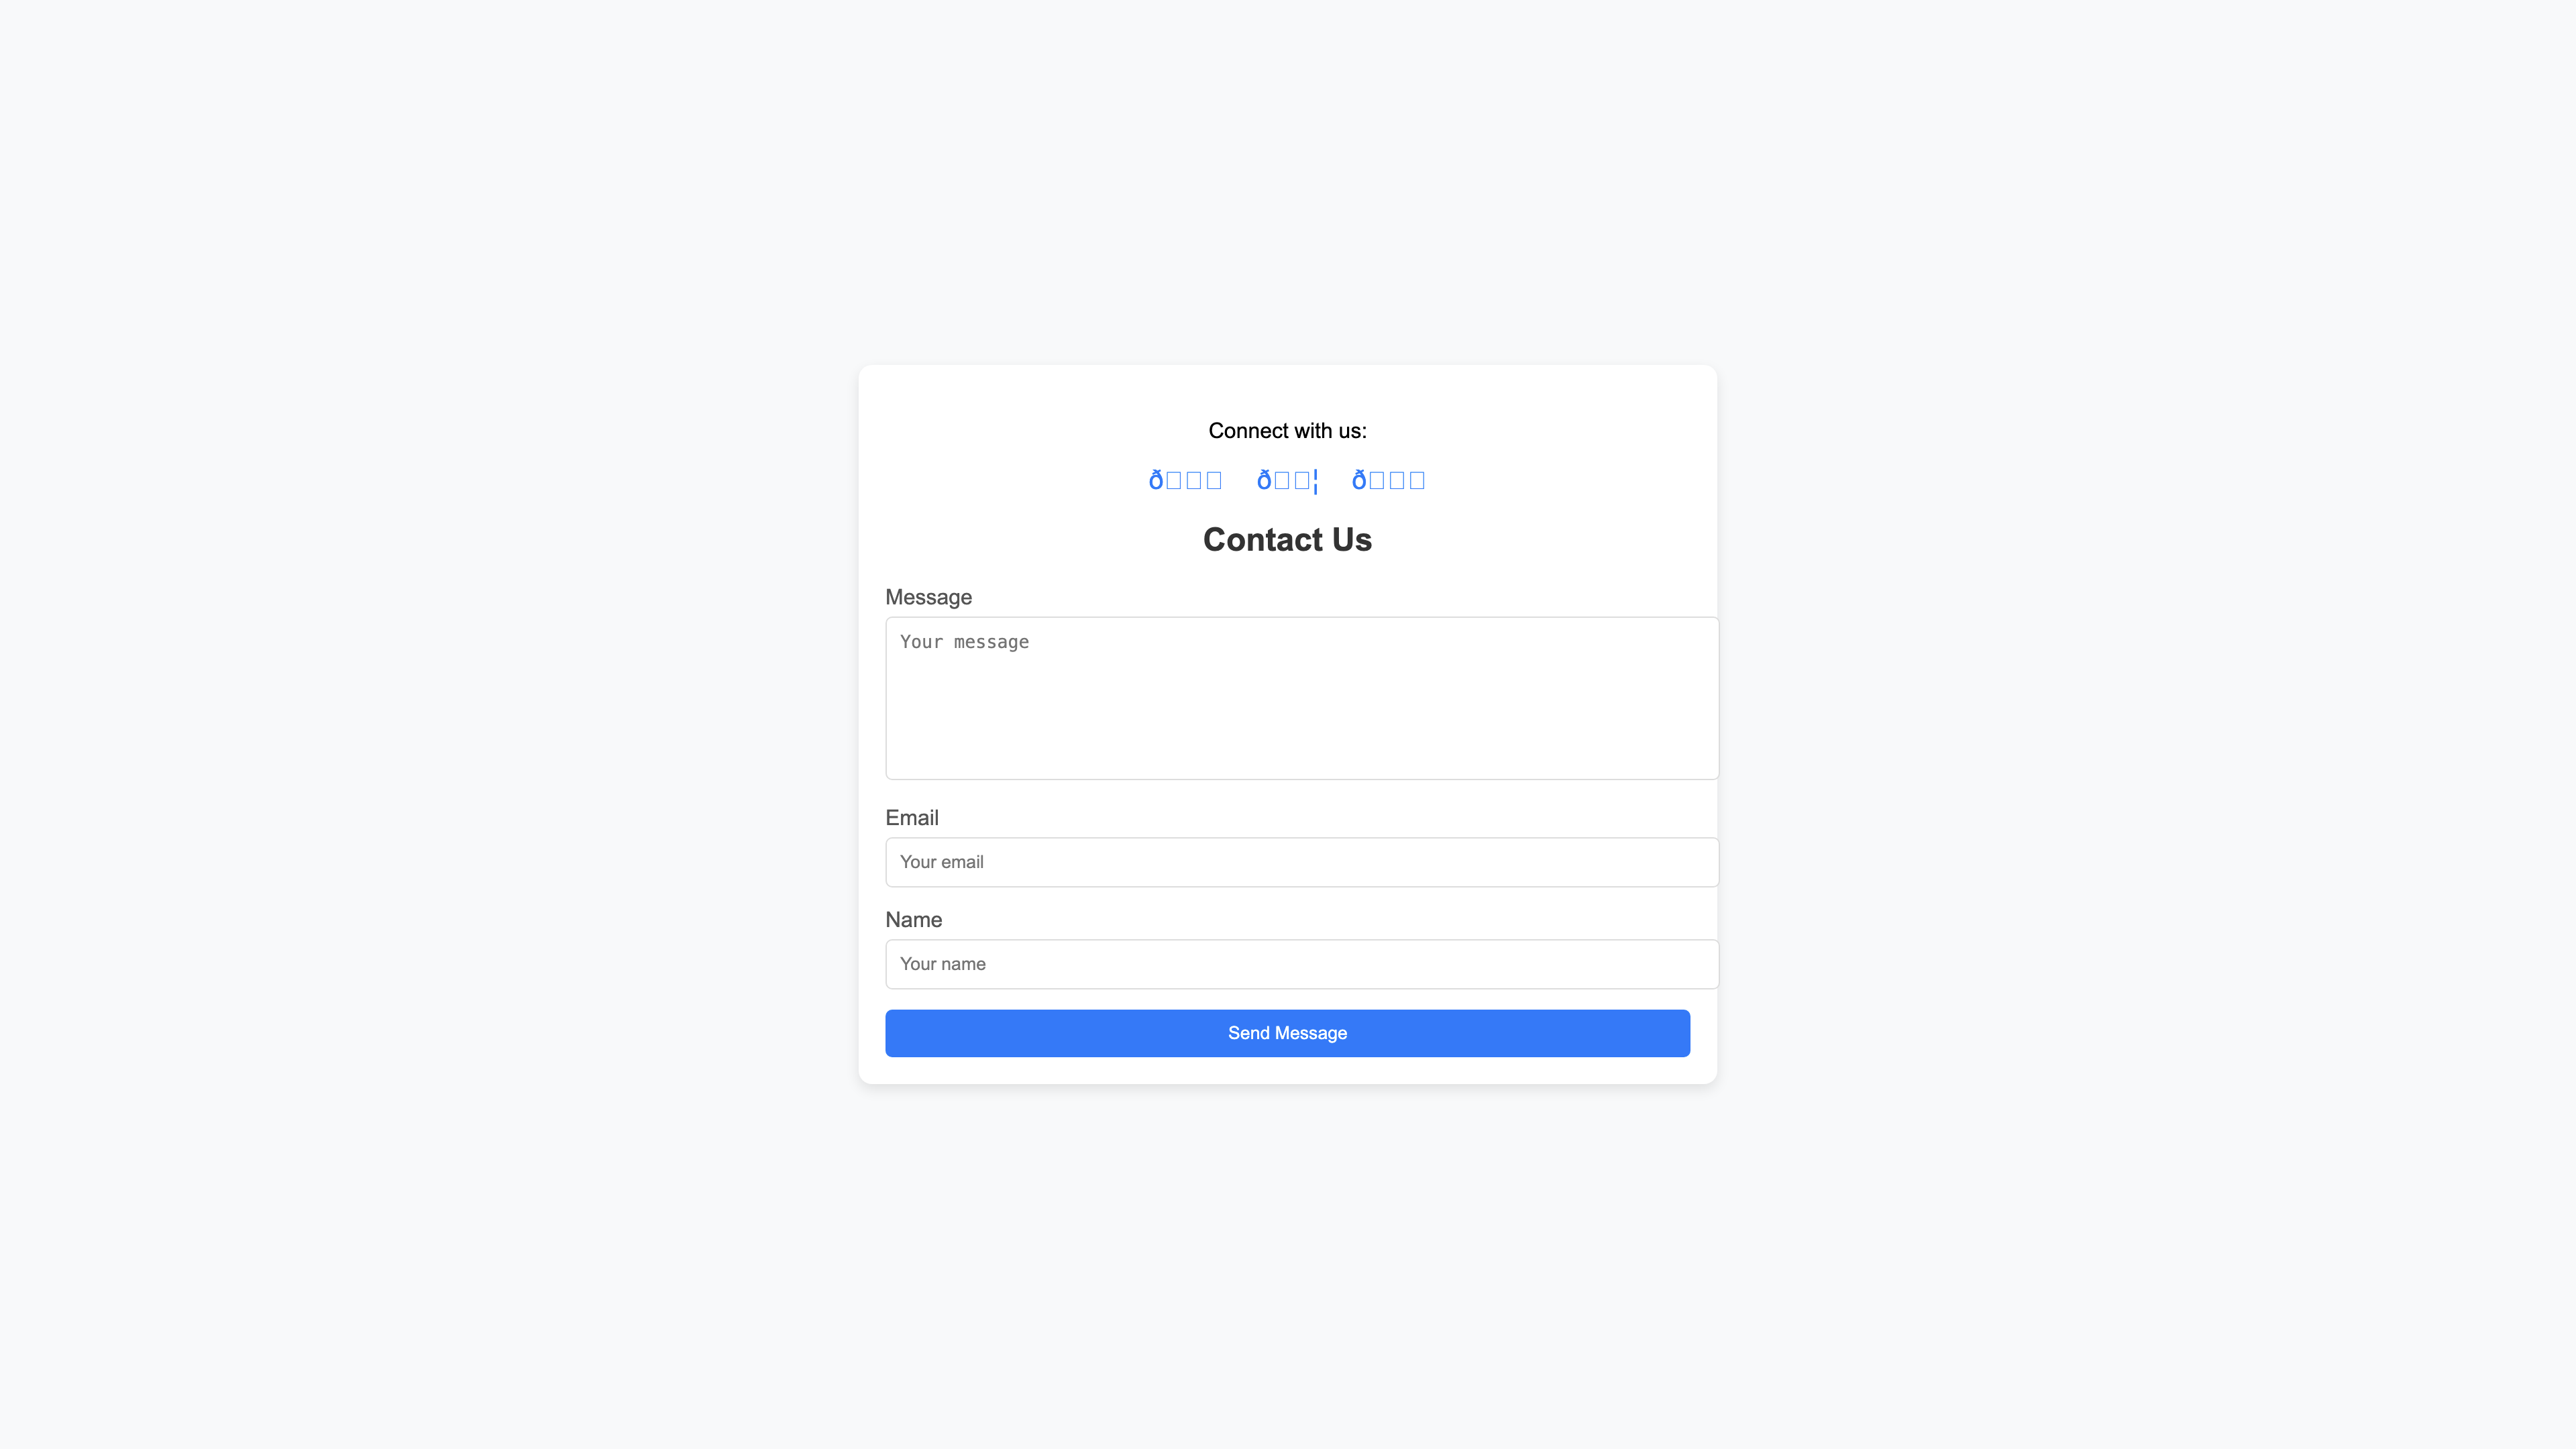 Connect with us:
Contact Us
Message
Your message
Email
Your email
Name
Your name
Send Message